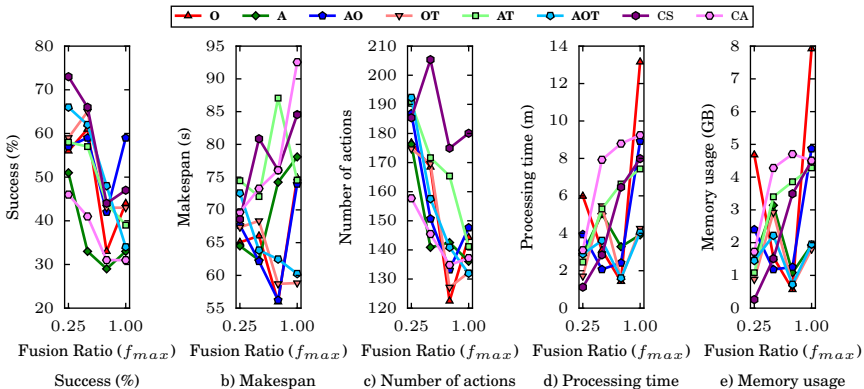 O A AO OT AT AOT CS CA
80 95 210 14 8
70 90 200 12 7
60 85 190 10 6
50 80 180 8 5
40 75 170 6 4
30 70 160 4 3
20 65 150 2 2
60 140 0 1
55 130 0
120
Success (%)
Makespan (s)
Number of actions
Processing time (m)
Memory usage (GB)
0.25 1.00 0.25 1.00 0.25 1.00 0.25 1.00 0.25 1.00
Fusion Ratio (fmax) Fusion Ratio (fmax) Fusion Ratio (fmax) Fusion Ratio (fmax) Fusion Ratio (fmax)
Success (%) b) Makespan c) Number of actions d) Processing time e) Memory usage